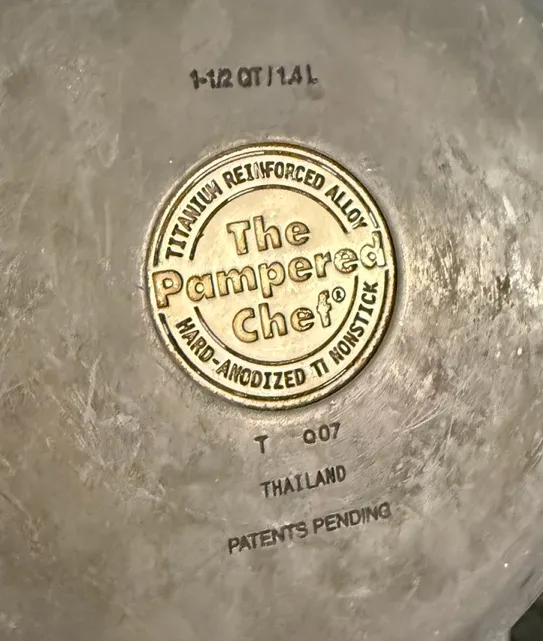 1-1/2 QT / 1.4 L
TITANIUM REINFORCED ALLOY
The
Pampered
Chef®
HARD-ANODIZED TI NONSTICK
T Q07
THAILAND
PATENTS PENDING